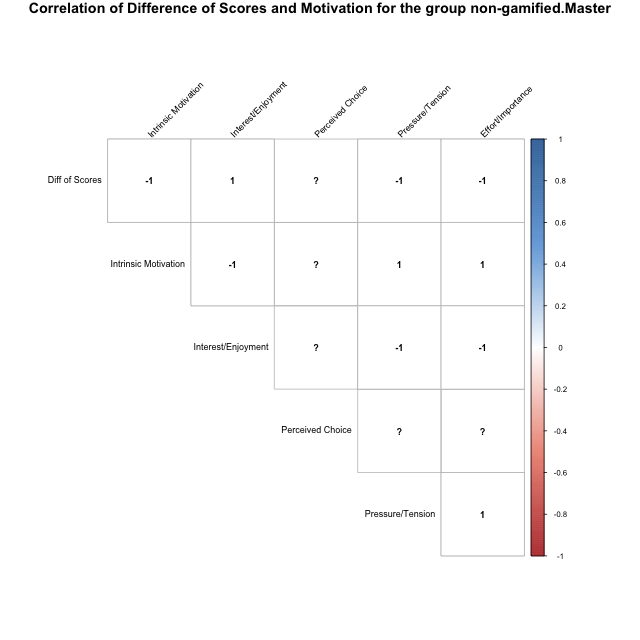 Correlation of Difference of Scores and Motivation for the group non-gamified.Master
Intrinsic Motivation
Interest/Enjoyment
Perceived Choice
Pressure/Tension
Effort/Importance
Diff of Scores
-1
1
?
-1
-1
Intrinsic Motivation
-1
?
1
1
Interest/Enjoyment
?
-1
-1
Perceived Choice
?
?
Pressure/Tension
1
1
0.8
0.6
0.4
0.2
0
-0.2
-0.4
-0.6
-0.8
-1